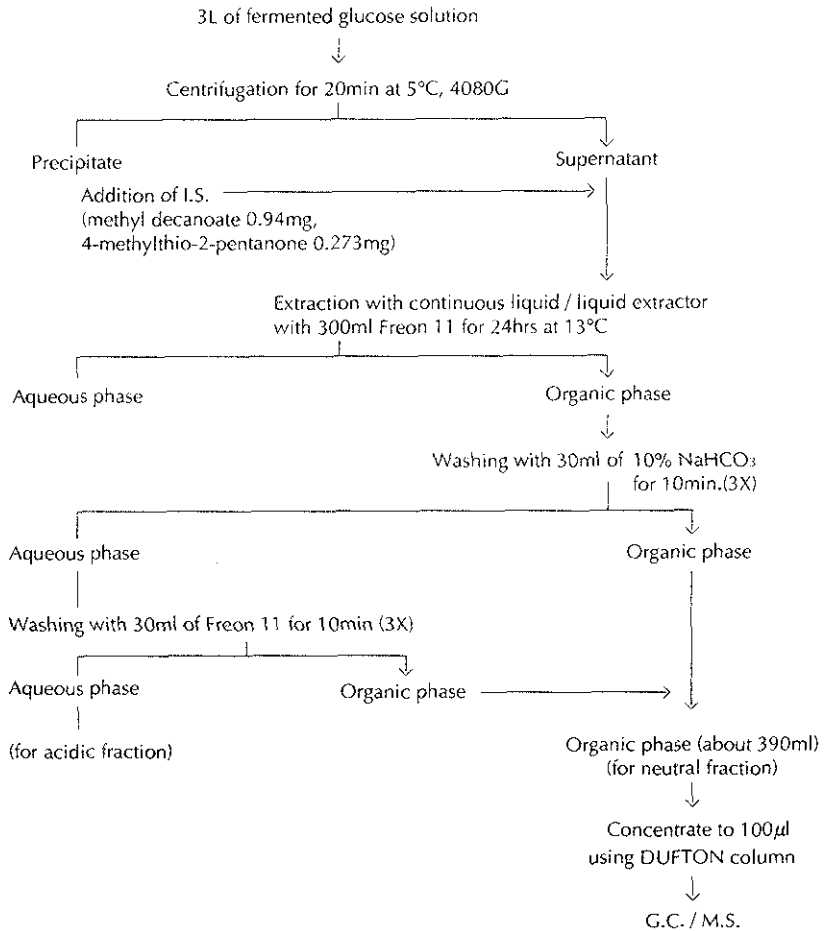 3L of fermented glucose solution
Centrifugation for 20min at 5°C, 4080G
Precipitate
Supernatant
Addition of I.S.
(methyl decanoate 0.94mg,
4-methylthio-2-pentanone 0.273mg)
Extraction with continuous liquid / liquid extractor
with 300ml Freon 11 for 24hrs at 13°C
Aqueous phase
Organic phase
Washing with 30ml of 10% NaHCO₃
for 10min.(3X)
Aqueous phase
Organic phase
Washing with 30ml of Freon 11 for 10min (3X)
Aqueous phase
Organic phase
(for acidic fraction)
Organic phase (about 390ml)
(for neutral fraction)
Concentrate to 100μl
using DUFTON column
G.C. / M.S.